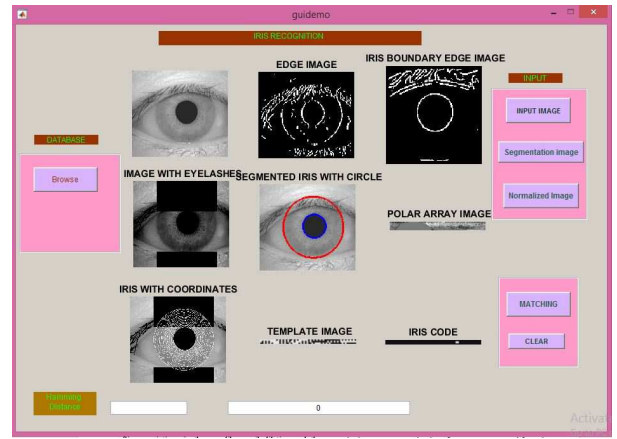 guidemo
IRIS RECOGNITION
EDGE IMAGE
IRIS BOUNDARY EDGE IMAGE
INPUT
INPUT IMAGE
Segmentation image
Normalized Image
DATABASE
Browse
IMAGE WITH EYELASHES
SEGMENTED IRIS WITH CIRCLE
POLAR ARRAY IMAGE
IRIS WITH COORDINATES
TEMPLATE IMAGE
IRIS CODE
MATCHING
CLEAR
Hamming
Distance
0
Activat